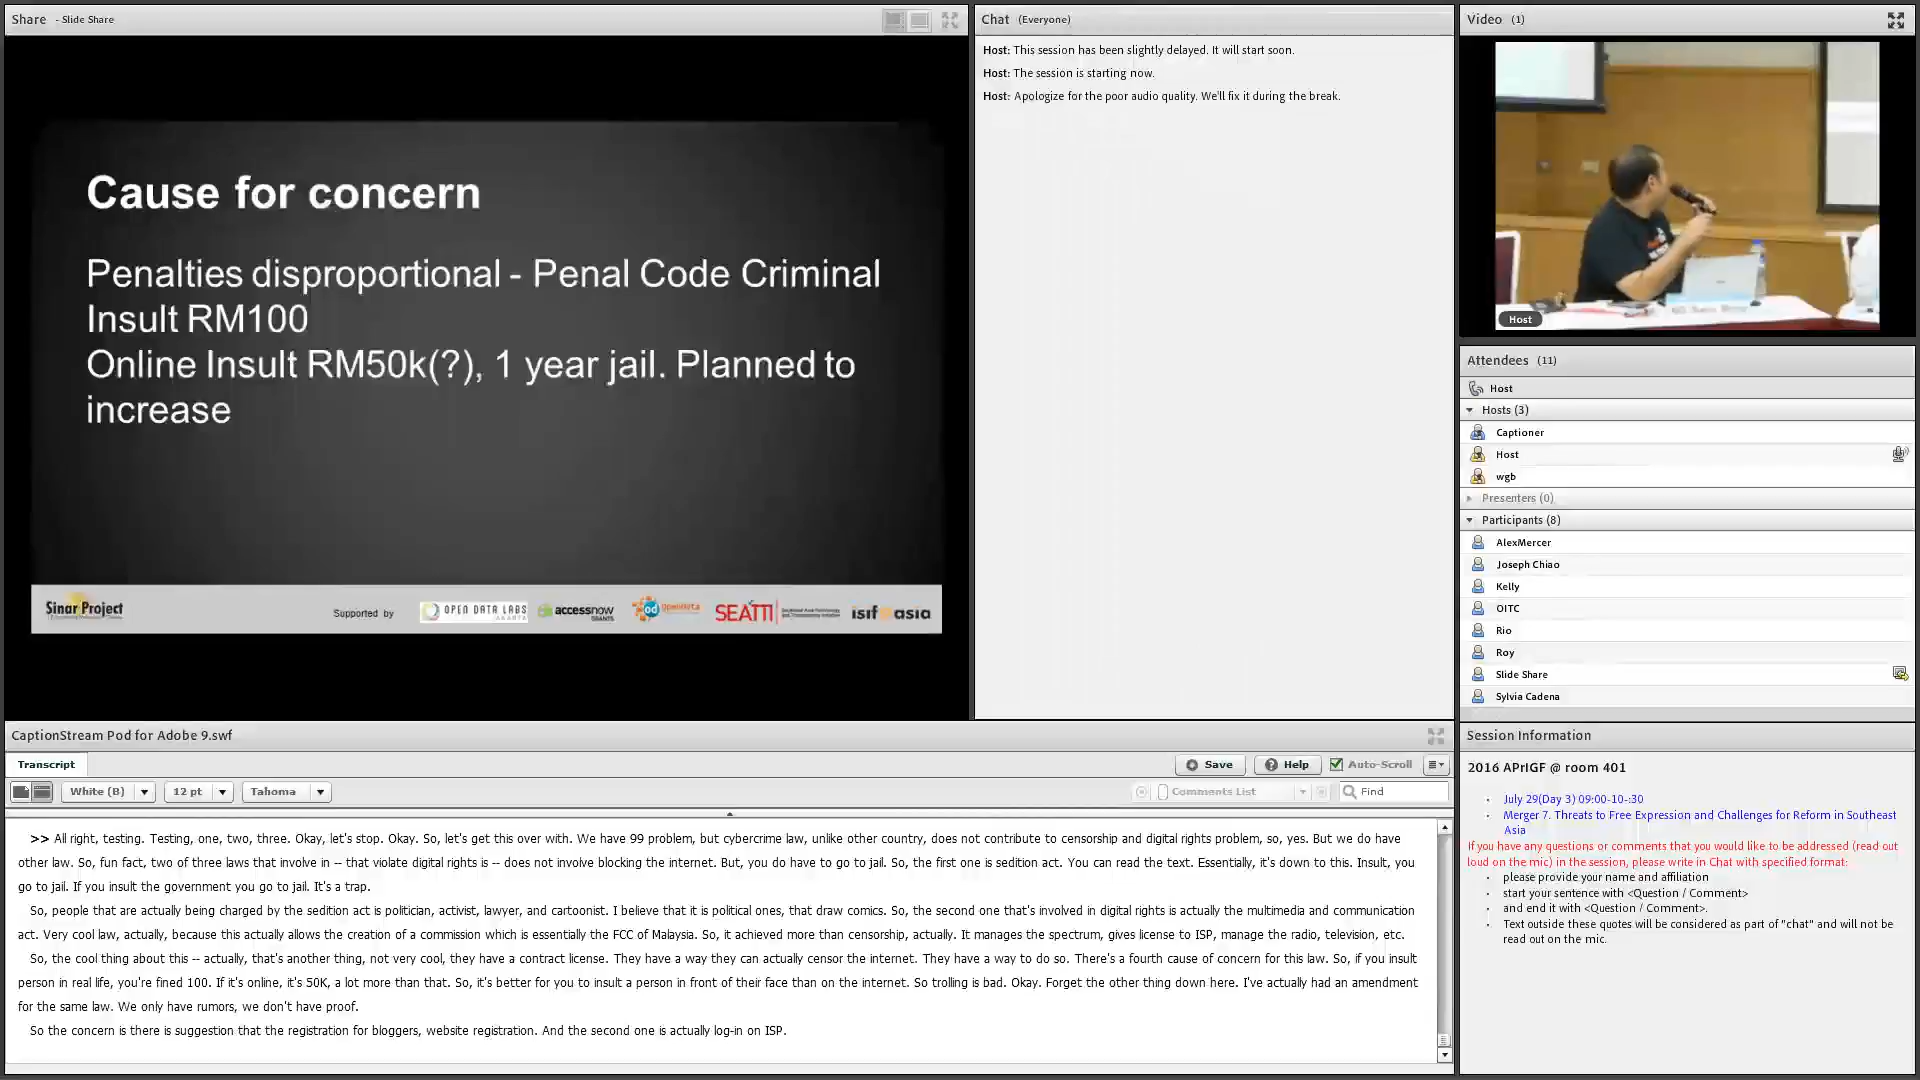 Share - Slide Share
Cause for concern
Penalties disproportional - Penal Code Criminal
Insult RM100
Online Insult RM50k(?), 1 year jail. Planned to
increase
Sinar Project
Supported by
OPEN DATA LABS
JAKARTA
accessnow
GRANTS
od
SEATTI
isif asia
Chat (Everyone)
Host: This session has been slightly delayed. It will start soon.
Host: The session is starting now.
Host: Apologize for the poor audio quality. We'll fix it during the break.
Video (1)
Host
Attendees (11)
Host
Hosts (3)
Captioner
Host
wgb
Presenters (0)
Participants (8)
AlexMercer
Joseph Chiao
Kelly
OITC
Rio
Roy
Slide Share
Sylvia Cadena
CaptionStream Pod for Adobe 9.swf
Transcript
Save
Help
Auto-Scroll
White (B)
12 pt
Tahoma
Comments List
Find
>> All right, testing. Testing, one, two, three. Okay, let's stop. Okay. So, let's get this over with. We have 99 problem, but cybercrime law, unlike other country, does not contribute to censorship and digital rights problem, so, yes. But we do have
other law. So, fun fact, two of three laws that involve in -- that violate digital rights is -- does not involve blocking the internet. But, you do have to go to jail. So, the first one is sedition act. You can read the text. Essentially, it's down to this. Insult, you
go to jail. If you insult the government you go to jail. It's a trap.
So, people that are actually being charged by the sedition act is politician, activist, lawyer, and cartoonist. I believe that it is political ones, that draw comics. So, the second one that's involved in digital rights is actually the multimedia and communication
act. Very cool law, actually, because this actually allows the creation of a commission which is essentially the FCC of Malaysia. So, it achieved more than censorship, actually. It manages the spectrum, gives license to ISP, manage the radio, television, etc.
So, the cool thing about this -- actually, that's another thing, not very cool, they have a contract license. They have a way they can actually censor the internet. They have a way to do so. There's a fourth cause of concern for this law. So, if you insult
person in real life, you're fined 100. If it's online, it's 50K, a lot more than that. So, it's better for you to insult a person in front of their face than on the internet. So trolling is bad. Okay. Forget the other thing down here. I've actually had an amendment
for the same law. We only have rumors, we don't have proof.
So the concern is there is suggestion that the registration for bloggers, website registration. And the second one is actually log-in on ISP.
Session Information
2016 APrIGF @ room 401
July 29(Day 3) 09:00-10-:30
Merger 7. Threats to Free Expression and Challenges for Reform in Southeast
Asia
If you have any questions or comments that you would like to be addressed (read out
loud on the mic) in the session, please write in Chat with specified format:
please provide your name and affiliation
start your sentence with <Question / Comment>
and end it with <Question / Comment>.
Text outside these quotes will be considered as part of "chat" and will not be
read out on the mic.